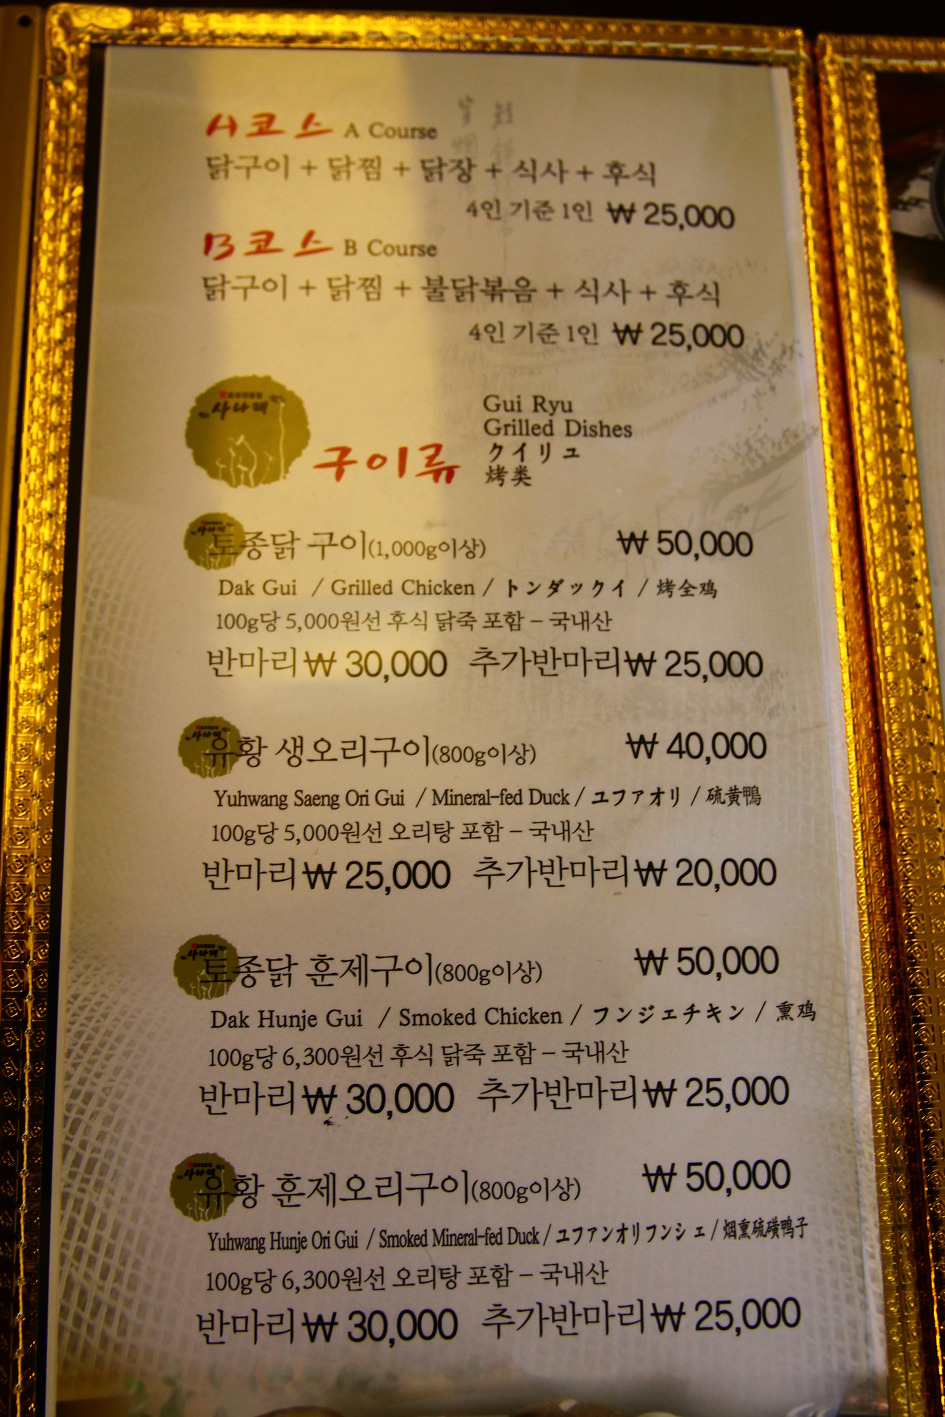 A코스 A Course
닭구이 + 닭찜 + 닭장 + 식사 + 후식
4인 기준 1인 ₩ 25,000
B코스 B Course
닭구이 + 닭찜 + 불닭볶음 + 식사 + 후식
4인 기준 1인 ₩ 25,000
사나래
구이류
Gui Ryu
Grilled Dishes
クイリュ
烤类
토종닭 구이(1,000g이상) ₩ 50,000
Dak Gui / Grilled Chicken / トンダックイ / 烤全鸡
100g당 5,000원선 후식 닭죽 포함 – 국내산
반마리₩ 30,000 추가반마리₩ 25,000
유황 생오리구이(800g이상) ₩ 40,000
Yuhwang Saeng Ori Gui / Mineral-fed Duck / ユファオリ / 硫黄鴨
100g당 5,000원선 오리탕 포함 – 국내산
반마리₩ 25,000 추가반마리₩ 20,000
토종닭 훈제구이(800g이상) ₩ 50,000
Dak Hunje Gui / Smoked Chicken / フンジェチキン / 熏鸡
100g당 6,300원선 후식 닭죽 포함 – 국내산
반마리₩ 30,000 추가반마리₩ 25,000
유황 훈제오리구이(800g이상) ₩ 50,000
Yuhwang Hunje Ori Gui / Smoked Mineral-fed Duck / ユファンオリフンシェ / 烟熏硫磺鸭子
100g당 6,300원선 오리탕 포함 – 국내산
반마리₩ 30,000 추가반마리₩ 25,000